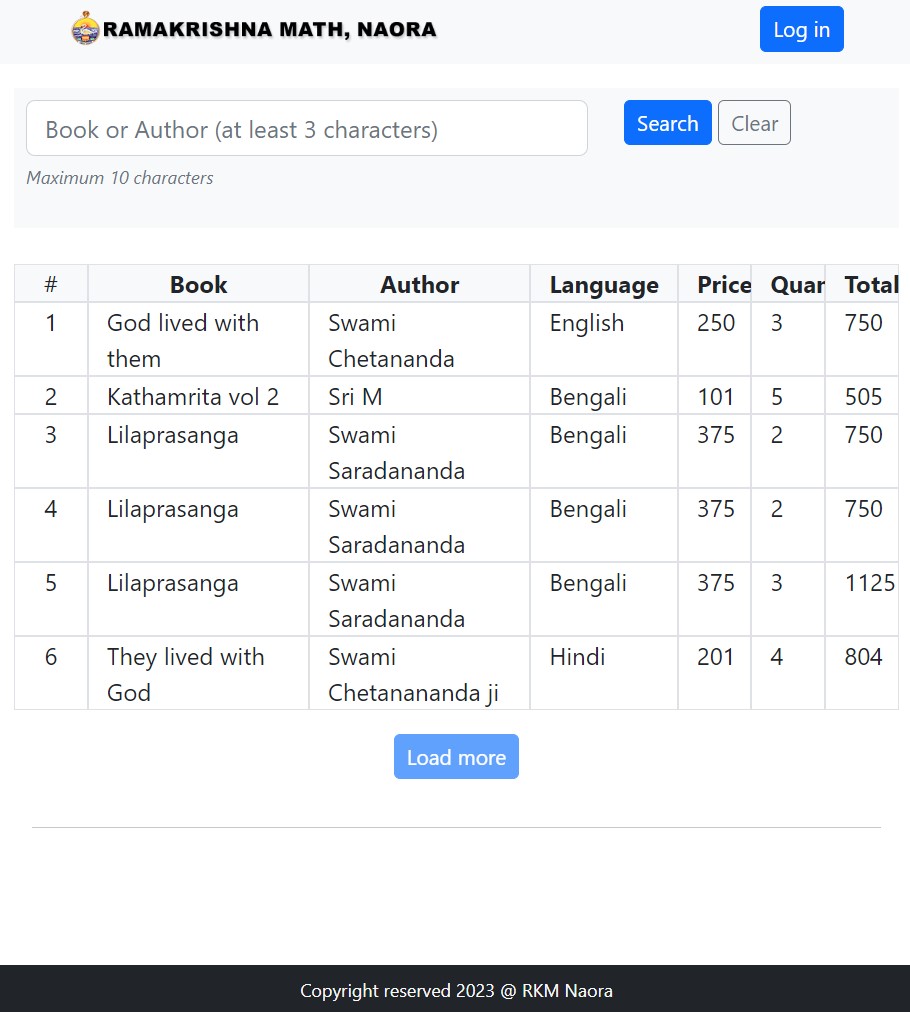 RAMAKRISHNA MATH, NAORA
Log in
Book or Author (at least 3 characters)
Search
Clear
Maximum 10 characters
# Book Author Language Price Quan Total
1 God lived with them Swami Chetananda English 250 3 750
2 Kathamrita vol 2 Sri M Bengali 101 5 505
3 Lilaprasanga Swami Saradananda Bengali 375 2 750
4 Lilaprasanga Swami Saradananda Bengali 375 2 750
5 Lilaprasanga Swami Saradananda Bengali 375 3 1125
6 They lived with God Swami Chetanananda ji Hindi 201 4 804
Load more
Copyright reserved 2023 @ RKM Naora